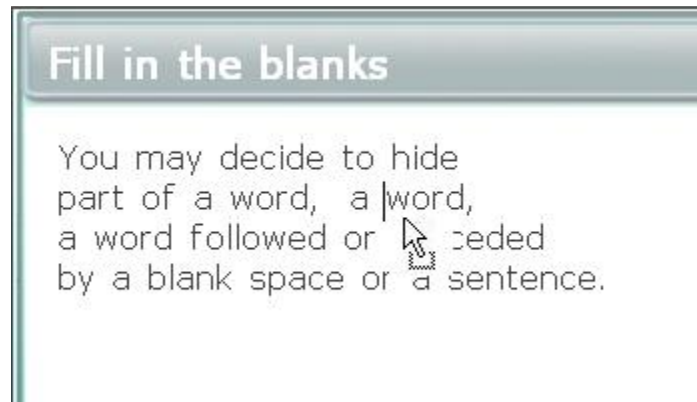 Fill in the blanks
You may decide to hide
part of a word,  a word,
a word followed or ceded
by a blank space or a sentence.